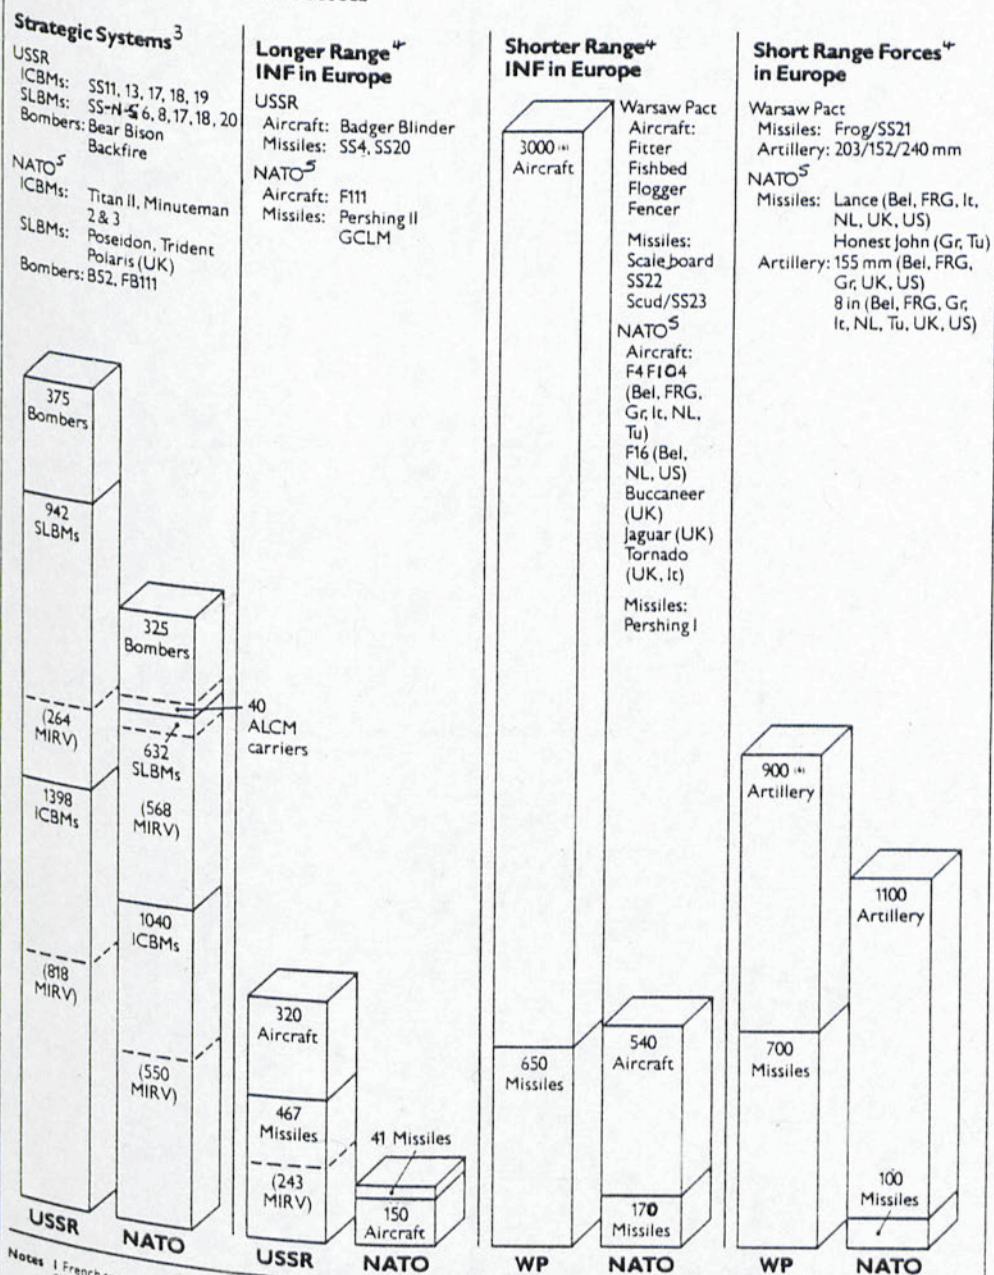 Strategic Systems3
USSR
ICBMs: SS11, 13, 17, 18, 19
SLBMs: SS-N-S 6, 8, 17, 18, 20
Bombers: Bear Bison
Backfire
NATO5
ICBMs: Titan II, Minuteman
2 & 3
SLBMs: Poseidon, Trident
Polaris (UK)
Bombers: B52, FB111
Longer Range4
INF in Europe
USSR
Aircraft: Badger Blinder
Missiles: SS4, SS20
NATO5
Aircraft: F111
Missiles: Pershing II
GCLM
Shorter Range4
INF in Europe
Warsaw Pact
Aircraft:
Fitter
Fishbed
Flogger
Fencer
Missiles:
Scaleboard
SS22
Scud/SS23
NATO5
Aircraft:
F4 F104
(Bel, FRG,
Gr, It, NL,
Tu)
F16 (Bel,
NL, US)
Buccaneer
(UK)
Jaguar (UK)
Tornado
(UK, It)
Missiles:
Pershing I
Short Range Forces4
in Europe
Warsaw Pact
Missiles: Frog/SS21
Artillery: 203/152/240 mm
NATO5
Missiles: Lance (Bel, FRG, It,
NL, UK, US)
Honest John (Gr, Tu)
Artillery: 155 mm (Bel, FRG,
Gr, UK, US)
8 in (Bel, FRG, Gr,
It, NL, Tu, UK, US)
375
Bombers
942
SLBMs
(264
MIRV)
1398
ICBMs
(818
MIRV)
USSR
325
Bombers
40
ALCM
carriers
632
SLBMs
(568
MIRV)
1040
ICBMs
(550
MIRV)
NATO
320
Aircraft
467
Missiles
(243
MIRV)
USSR
41 Missiles
150
Aircraft
NATO
3000
Aircraft
650
Missiles
WP
540
Aircraft
170
Missiles
NATO
900
Artillery
700
Missiles
WP
1100
Artillery
100
Missiles
NATO
Notes 1 French